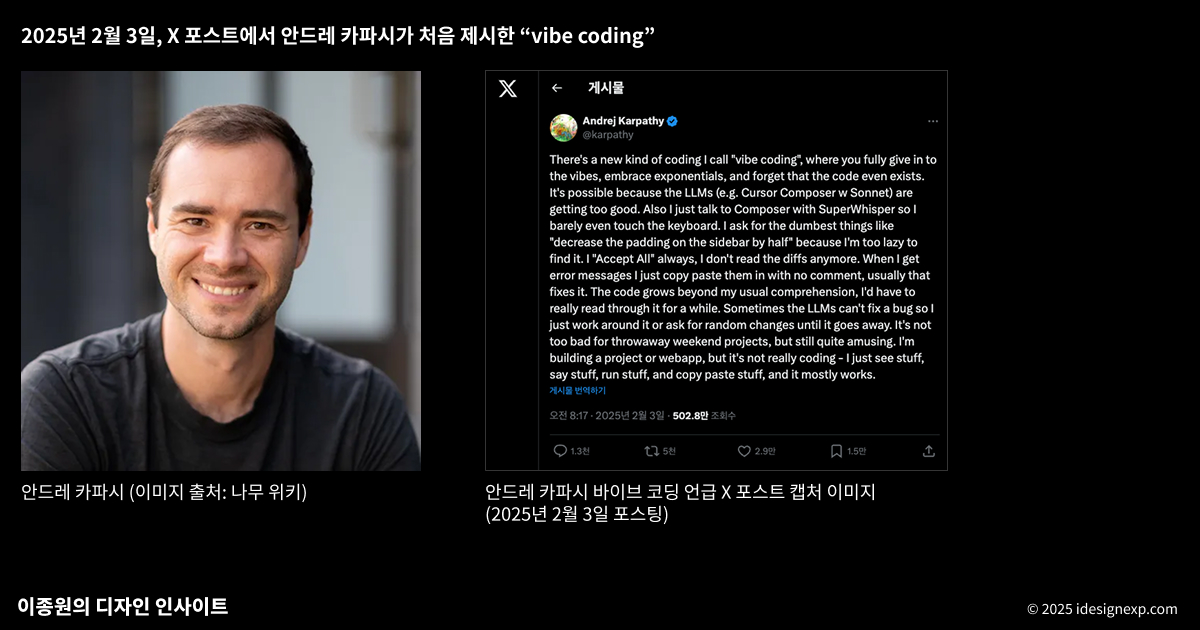 2025년 2월 3일, X 포스트에서 안드레 카파시가 처음 제시한 “vibe coding”
안드레 카파시 (이미지 출처: 나무 위키)
게시물
Andrej Karpathy
@karpathy
There's a new kind of coding I call "vibe coding", where you fully give in to
the vibes, embrace exponentials, and forget that the code even exists.
It's possible because the LLMs (e.g. Cursor Composer w Sonnet) are
getting too good. Also I just talk to Composer with SuperWhisper so I
barely even touch the keyboard. I ask for the dumbest things like
"decrease the padding on the sidebar by half" because I'm too lazy to
find it. I "Accept All" always, I don't read the diffs anymore. When I get
error messages I just copy paste them in with no comment, usually that
fixes it. The code grows beyond my usual comprehension, I'd have to
really read through it for a while. Sometimes the LLMs can't fix a bug so I
just work around it or ask for random changes until it goes away. It's not
too bad for throwaway weekend projects, but still quite amusing. I'm
building a project or webapp, but it's not really coding - I just see stuff,
say stuff, run stuff, and copy paste stuff, and it mostly works.
게시물 번역하기
오전 8:17 · 2025년 2월 3일 · 502.8만 조회수
1.3천 5천 2.9만 1.5만
안드레 카파시 바이브 코딩 언급 X 포스트 캡처 이미지
(2025년 2월 3일 포스팅)
이종원의 디자인 인사이트
© 2025 idesignexp.com